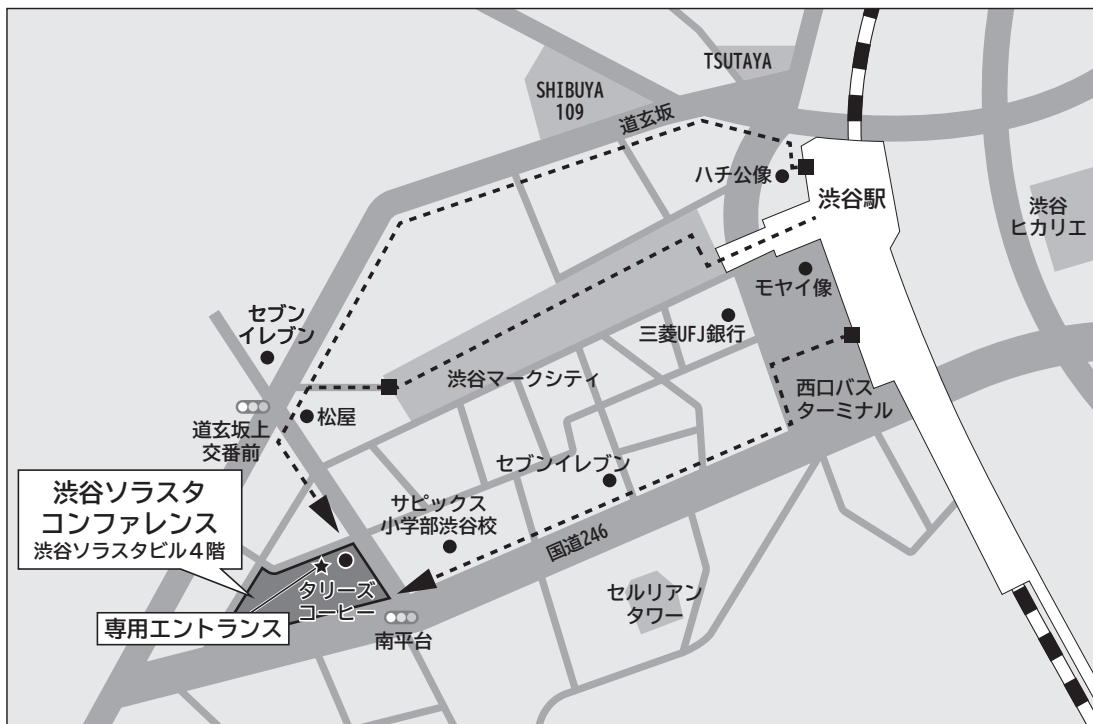 TSUTAYA
SHIBUYA
109
道玄坂
ハチ公像
渋谷駅
渋谷
ヒカリエ
モヤイ像
三菱UFJ銀行
セブン
イレブン
渋谷マークシティ
西口バス
ターミナル
松屋
道玄坂上
交番前
セブンイレブン
渋谷ソラスタ
コンファレンス
渋谷ソラスタビル4階
サピックス
小学部渋谷校
国道246
タリーズ
コーヒー
セルリアン
タワー
専用エントランス
南平台